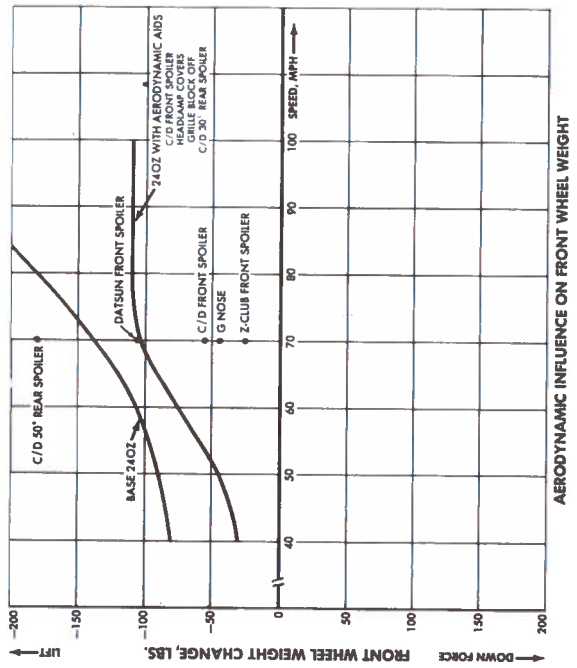 -200
-150
-100
-50
0
50
100
150
200
LIFT
FRONT WHEEL WEIGHT CHANGE, LBS.
DOWN FORCE
C/D 50° REAR SPOILER
BASE 240Z
DATSUN FRONT SPOILER
240Z WITH AERODYNAMIC AIDS
C/D FRONT SPOILER
HEADLAMP COVERS
GRILLE BLOCK OFF
C/D 30° REAR SPOILER
C/D FRONT SPOILER
G NOSE
Z-CLUB FRONT SPOILER
40 50 60 70 80 90 100
SPEED, MPH
AERODYNAMIC INFLUENCE ON FRONT WHEEL WEIGHT